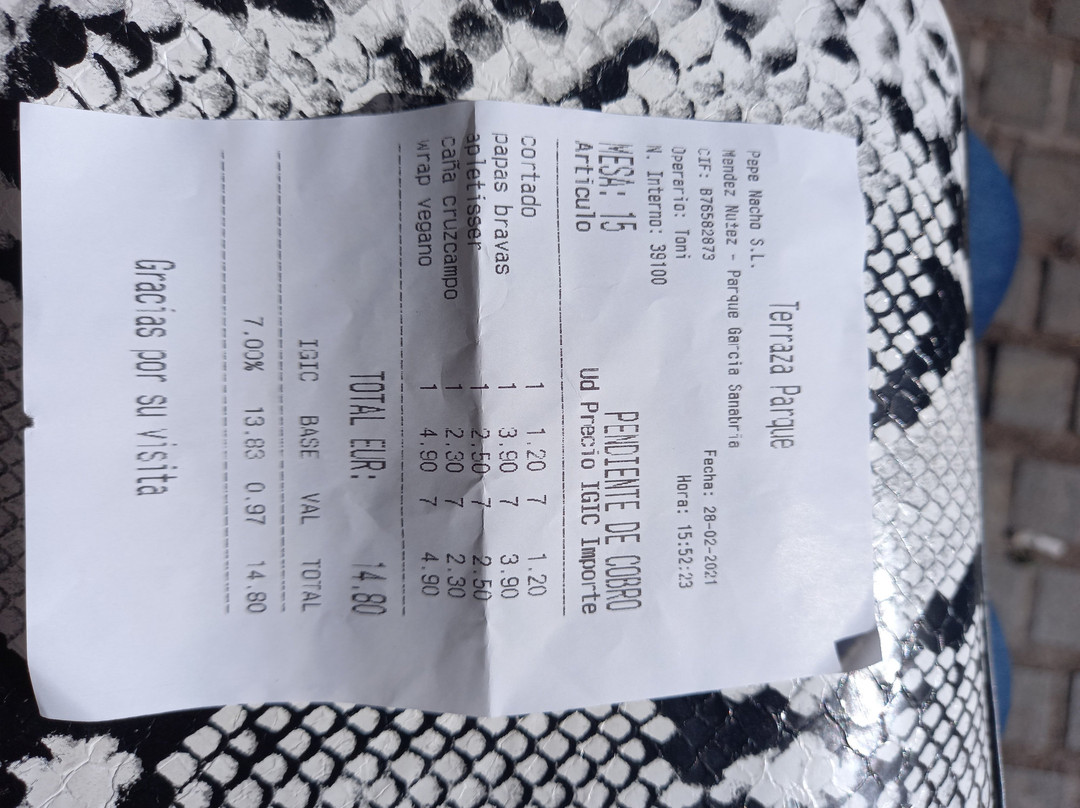 Terraza Parque
Pepe Nacho S.L.
Mendez Nuñez - Parque Garcia Sanabria
CIF: B76582873 Fecha: 28-02-2021
Operario: Toni Hora: 15:52:23
N. Interno: 39100
MESA: 15 PENDIENTE DE COBRO
Articulo Ud Precio IGIC Importe
cortado 1 1.20 7 1.20
papas bravas 1 3.90 7 3.90
apletisser 1 2.50 7 2.50
caña cruzcampo 1 2.30 7 2.30
wrap vegano 1 4.90 7 4.90
TOTAL EUR: 14.80
IGIC BASE VAL TOTAL
7.00% 13.83 0.97 14.80
Gracias por su visita